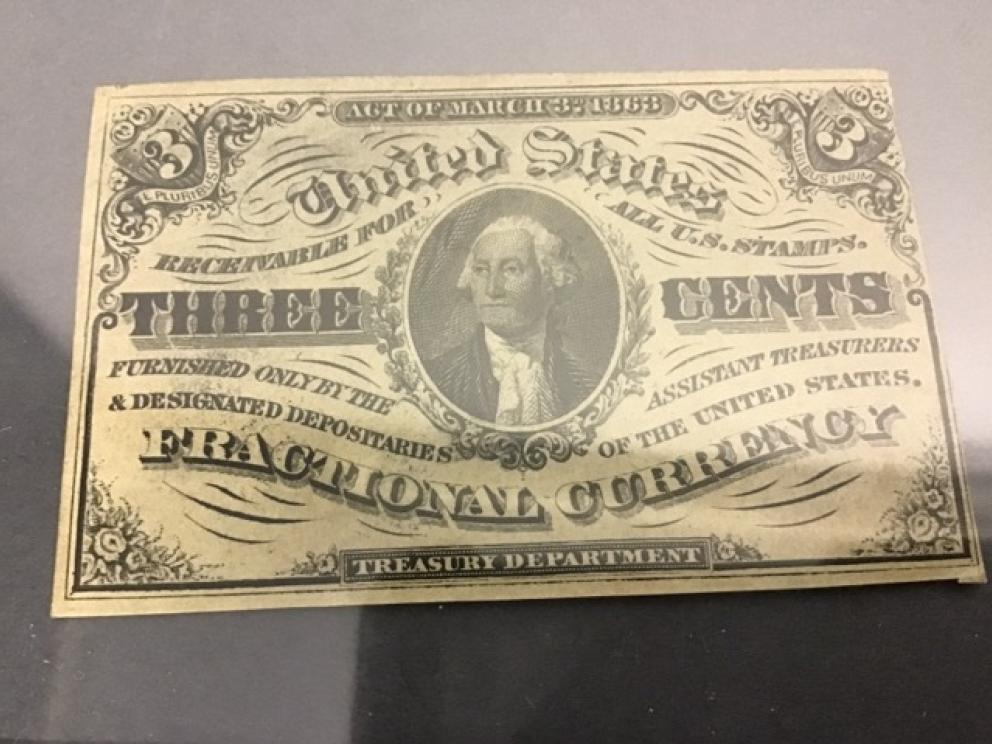 ACT OF MARCH 3RD 1863
3
3
E PLURIBUS UNUM
PLURIBUS UNUM
United States
RECEIVABLE FOR ALL U.S. STAMPS.
THREE CENTS
FURNISHED ONLY BY THE ASSISTANT TREASURERS
& DESIGNATED DEPOSITARIES OF THE UNITED STATES.
FRACTIONAL CURRENCY
TREASURY DEPARTMENT